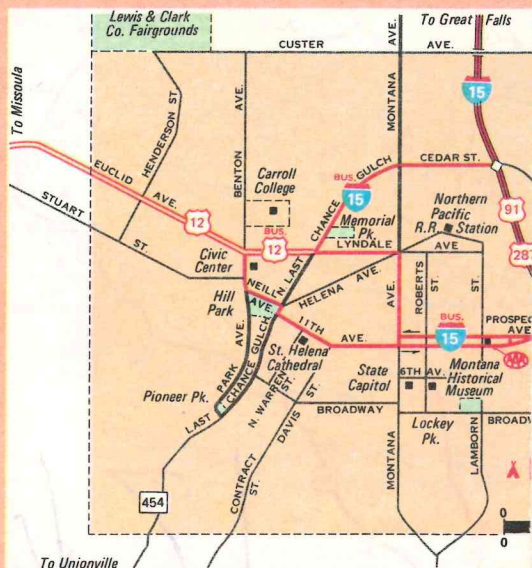 Lewis & Clark
Co. Fairgrounds
To Great Falls
CUSTER AVE.
AVE.
MONTANA
15
To Missoula
HENDERSON ST.
BENTON AVE.
GULCH
CEDAR ST.
EUCLID AVE.
BUS.
15
Carroll
College
CHANCE
91
STUART ST.
12
BUS.
12
Memorial
Pk.
Northern
Pacific
R.R. Station
LYNDALE AVE
287
Civic
Center
N. LAST
HELENA AVE.
AVE.
ROBERTS ST.
ST.
NEILL AVE.
Hill
Park
11TH AVE.
BUS.
15
PROSPEC
AVE
AAA
AVE
PARK
LAST CHANCE GULCH
St. Helena
Cathedral
State
Capitol
6TH AV.
Montana
Historical
Museum
Pioneer Pk.
N. WARREN ST.
DAVIS ST.
BROADWAY
BROADW
Lockey
Pk.
MONTANA
LAMBORN
CONTRACT
ST.
454
0
0
To Unionville